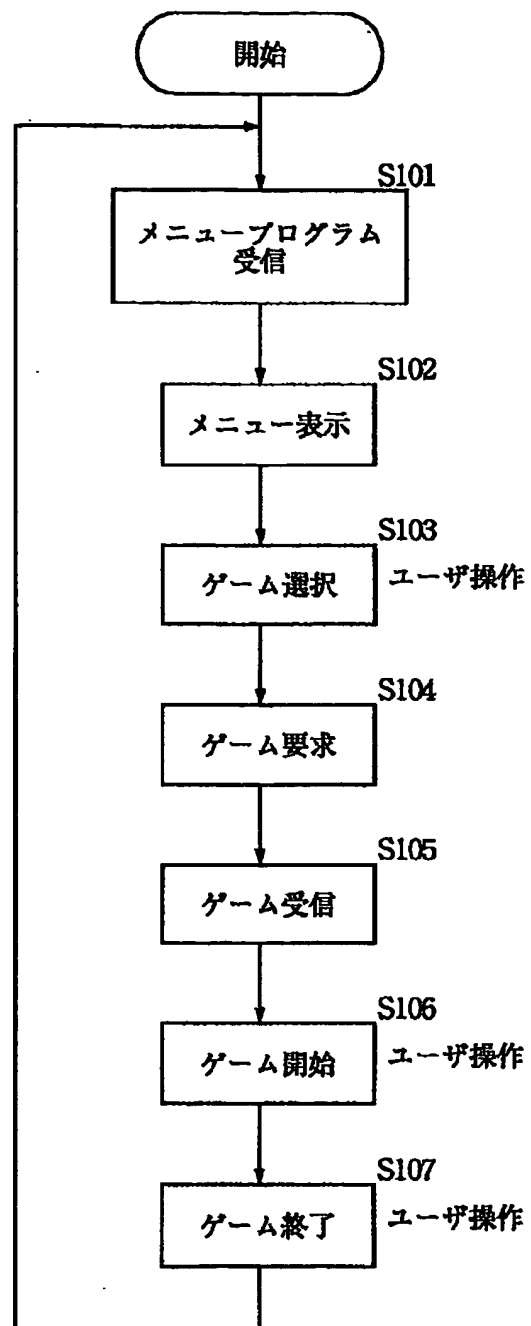 開始
S101
メニュープログラム
受信
S102
メニュー表示
S103
ゲーム選択
ユーザ操作
S104
ゲーム要求
S105
ゲーム受信
S106
ゲーム開始
ユーザ操作
S107
ゲーム終了
ユーザ操作